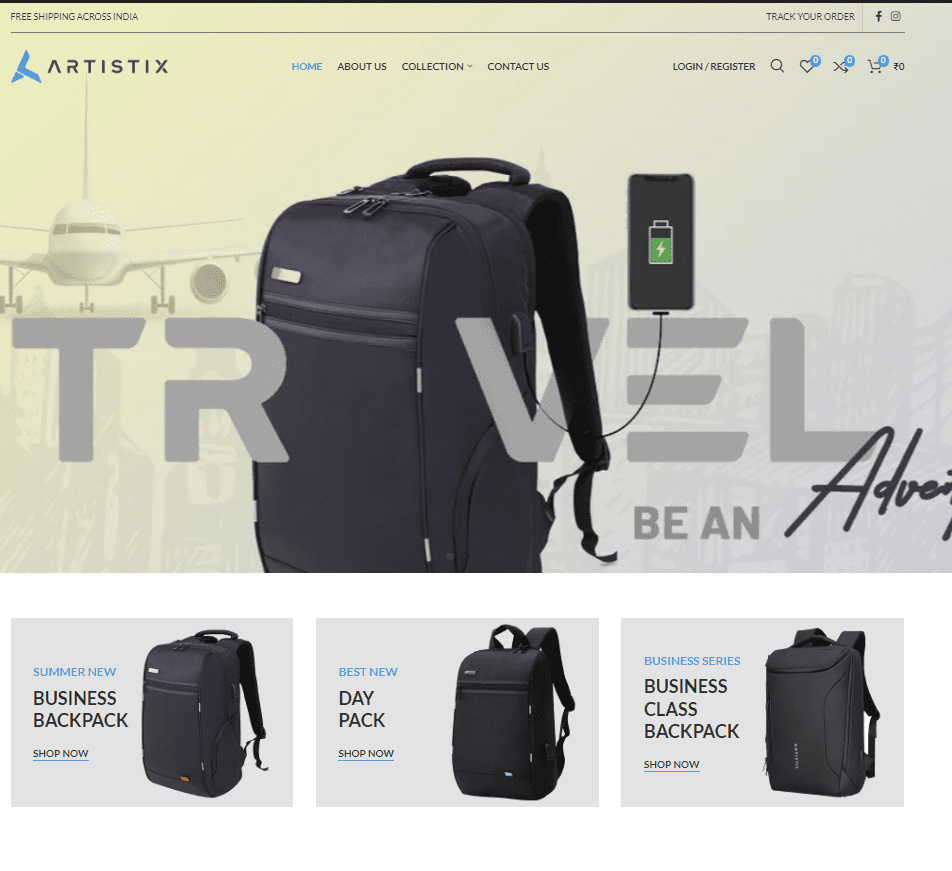 FREE SHIPPING ACROSS INDIA
TRACK YOUR ORDER
ARTISTIX
HOME ABOUT US COLLECTION CONTACT US
LOGIN / REGISTER 0 0 0 ₹0
TR VEL
BE AN
Adven
SUMMER NEW
BUSINESS
BACKPACK
SHOP NOW
BEST NEW
DAY
PACK
SHOP NOW
BUSINESS SERIES
BUSINESS
CLASS
BACKPACK
SHOP NOW
ARTISTIX